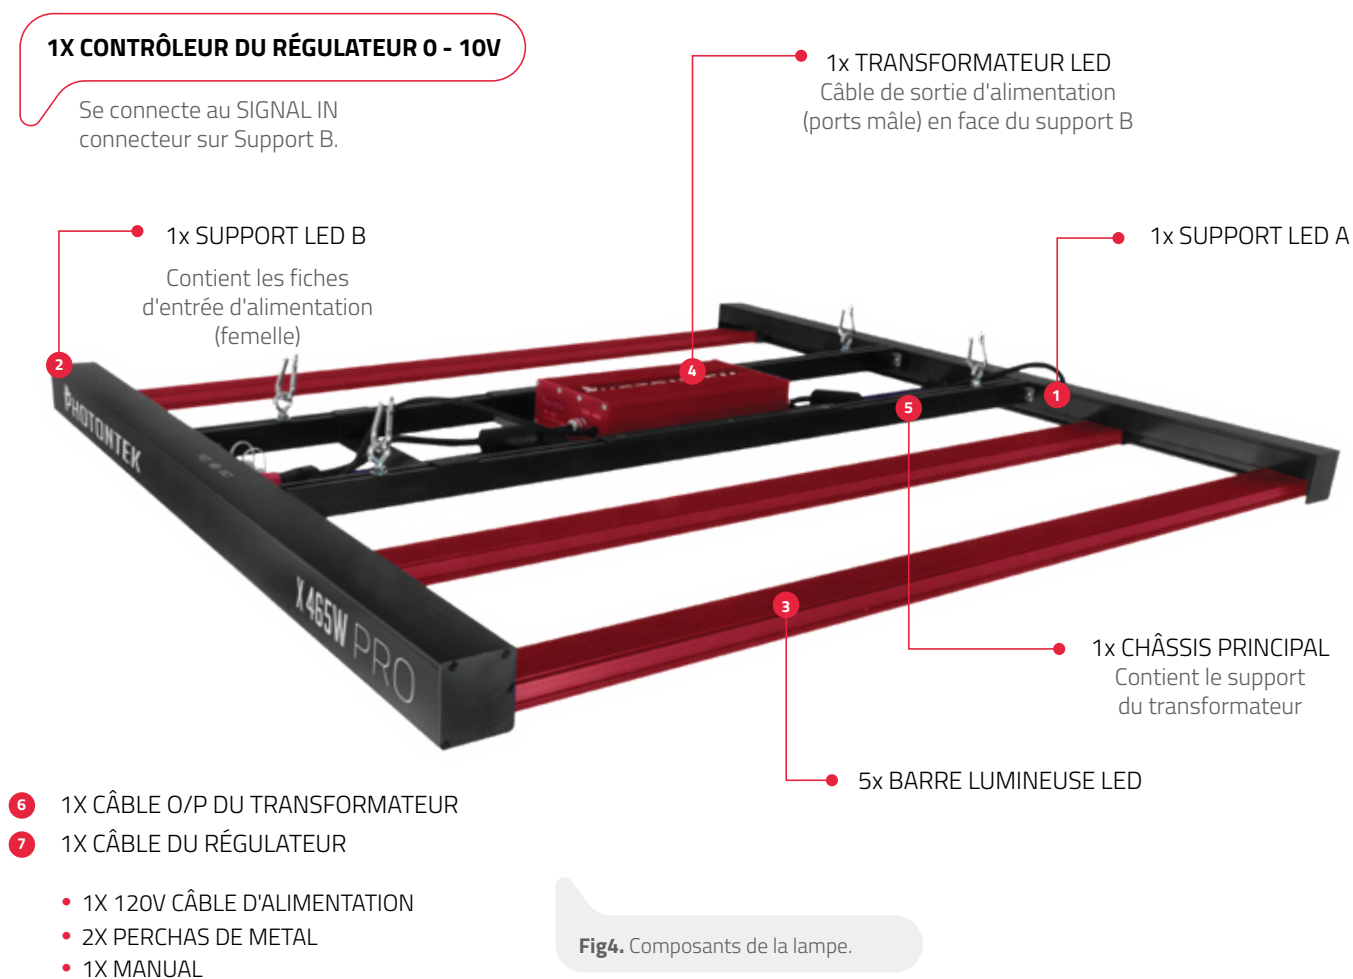 1X CONTRÔLEUR DU RÉGULATEUR 0 - 10V
Se connecte au SIGNAL IN
connecteur sur Support B.
1x TRANSFORMATEUR LED
Câble de sortie d'alimentation
(ports mâle) en face du support B
1x SUPPORT LED B
Contient les fiches
d'entrée d'alimentation
(femelle)
1x SUPPORT LED A
2
4
1
5
PHOTONTEK
X465W PRO
3
1x CHÂSSIS PRINCIPAL
Contient le support
du transformateur
5x BARRE LUMINEUSE LED
6 1X CÂBLE O/P DU TRANSFORMATEUR
7 1X CÂBLE DU RÉGULATEUR
• 1X 120V CÂBLE D'ALIMENTATION
• 2X PERCHAS DE METAL
• 1X MANUAL
Fig4. Composants de la lampe.